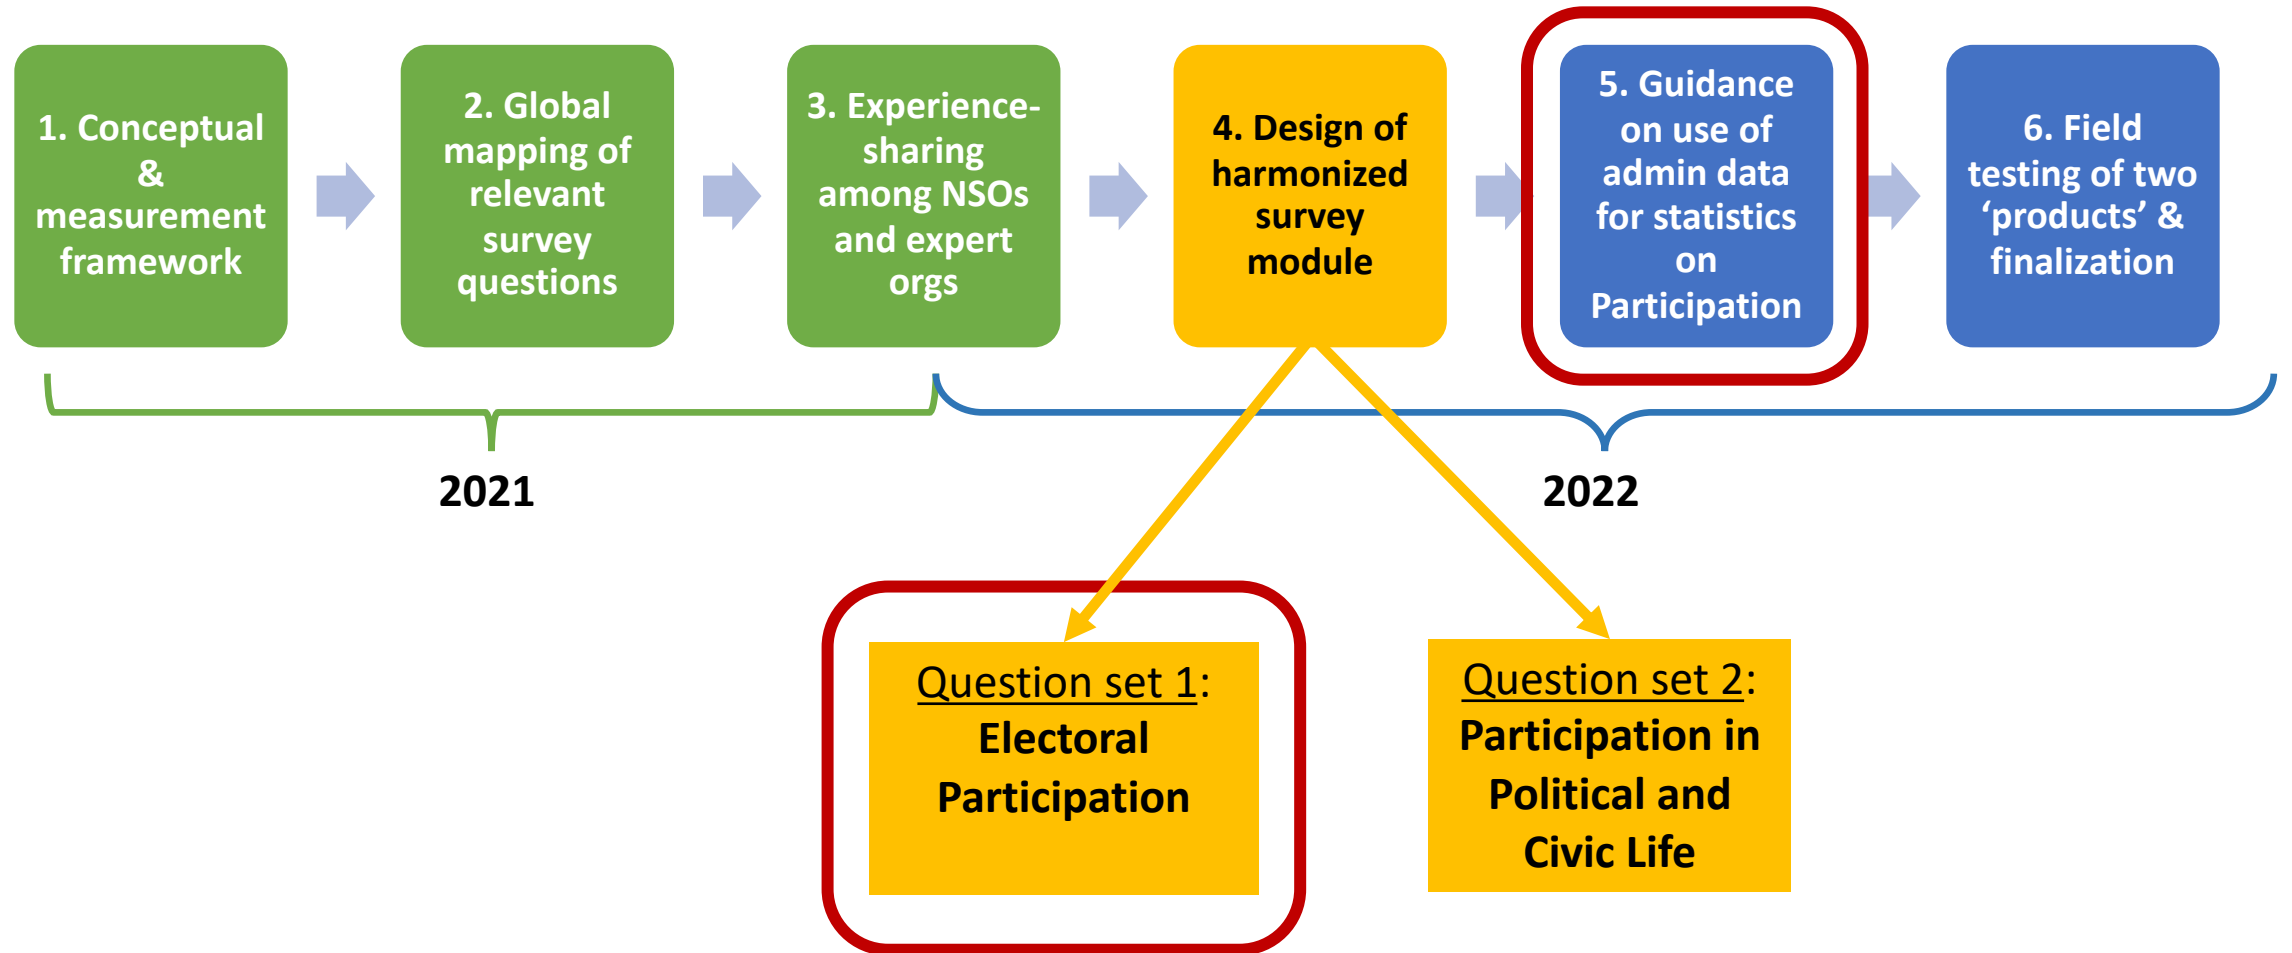 1. Conceptual
&
measurement
framework
2. Global
mapping of
relevant
survey
questions
3. Experience-
sharing
among NSOs
and expert
orgs
4. Design of
harmonized
survey
module
5. Guidance
on use of
admin data
for statistics
on
Participation
6. Field
testing of two
‘products’ &
finalization
2021
2022
Question set 1:
Electoral
Participation
Question set 2:
Participation in
Political and
Civic Life